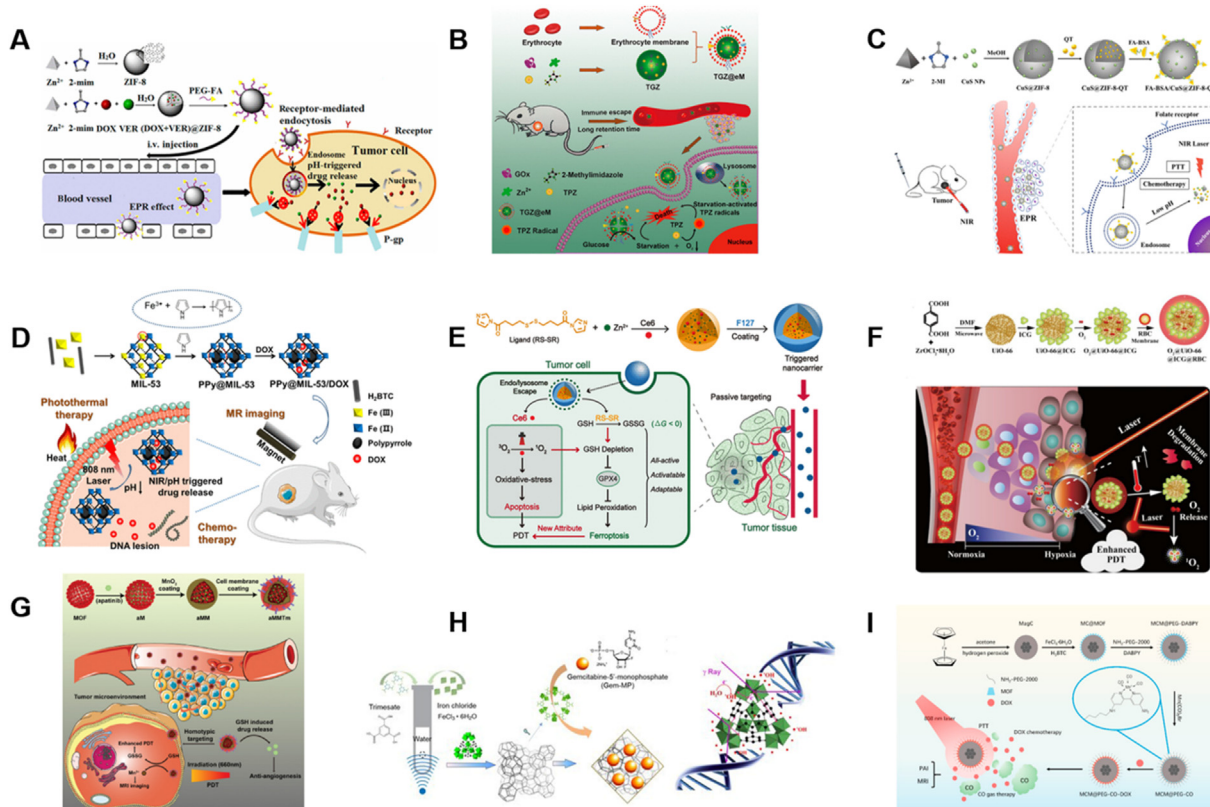 A
Zn²⁺ 2-mim
H₂O
ZIF-8
H₂O
PEG-FA
Zn²⁺ 2-mim DOX VER (DOX+VER)@ZIF-8
i.v. injection
Receptor-mediated
endocytosis
Receptor
Tumor cell
Endosome
pH-triggered
drug release
Nucleus
Blood vessel
EPR effect
P-gp
B
Erythrocyte
Erythrocyte membrane
TGZ
TGZ@eM
Immune escape
Long retention time
GOx
2-Methylimidazole
Zn²⁺
TPZ
TGZ@eM
TPZ Radical
Lysosome
Death
Starvation-activated
TPZ radicals
TPZ
Glucose
Starvation + O₂
Nucleus
C
Zn²⁺
2-MI
CuS NPs
MeOH
CuS@ZIF-8
QT
CuS@ZIF-8-QT
FA-BSA
FA-BSA/CuS@ZIF-8-Q
Folate receptor
NIR Laser
PTT
Chemotherapy
Low pH
Tumor
NIR
EPR
Endosome
Nucleu
D
Fe³⁺
MIL-53
PPy@MIL-53
DOX
PPy@MIL-53/DOX
H₂BTC
Fe (III)
Fe (II)
Polypyrrole
DOX
Photothermal
therapy
MR imaging
Magnet
Heat
808 nm
Laser
pH
NIR/pH triggered
drug release
DNA lesion
Chemo-
therapy
E
Ligand (RS-SR)
+
Zn²⁺
Ce6
F127
Coating
Triggered
nanocarrier
Tumor cell
Endo/lysosome
Escape
Ce6
RS-SR
GSH
GSSG
(△G < 0)
³O₂
¹O₂
GSH Depletion
All-active
Activatable
Adaptable
Oxidative-stress
GPX4
Apoptosis
Lipid Peroxidation
New Attribute
PDT
Ferroptosis
Passive targeting
Tumor tissue
F
COOH
COOH
+
ZrOCl₂•8H₂O
DMF
Microwave
UiO-66
ICG
UiO-66@ICG
O₂
O₂@UiO-66@ICG
RBC
Membrane
O₂@UiO-66
@ICG@RBC
Laser
Membrane
Degradation
O₂
Release
Laser
¹O₂
O₂
Normoxia
Hypoxia
Enhanced
PDT
G
MOF
(apatinib)
aM
MnO₂
coating
aMM
Cell membrane
coating
aMMTm
Tumor microenvironment
Homotypic
targeting
GSH induced
drug release
Enhanced PDT
GSSG
GSH
Mn²⁺
MRI imaging
Irradiation (660nm)
PDT
Anti-angiogenesis
H
Trimesate
Iron chloride
FeCl₃ • 6H₂O
Water
Gemcitabine-5'-monophosphate
(Gem-MP)
γ Ray
H₂O
•OH
•OH
•OH
I
MagC
acetone
hydrogen peroxide
FeCl₃·6H₂O
H₃BTC
MC@MOF
NH₂-PEG-2000
DABPY
MCM@PEG-DABPY
NH₂-PEG-2000
MOF
DOX
808 nm laser
PTT
DOX chemotherapy
PAI
MRI
CO
CO
CO
CO gas therapy
MCM@PEG-CO-DOX
MCM@PEG-CO